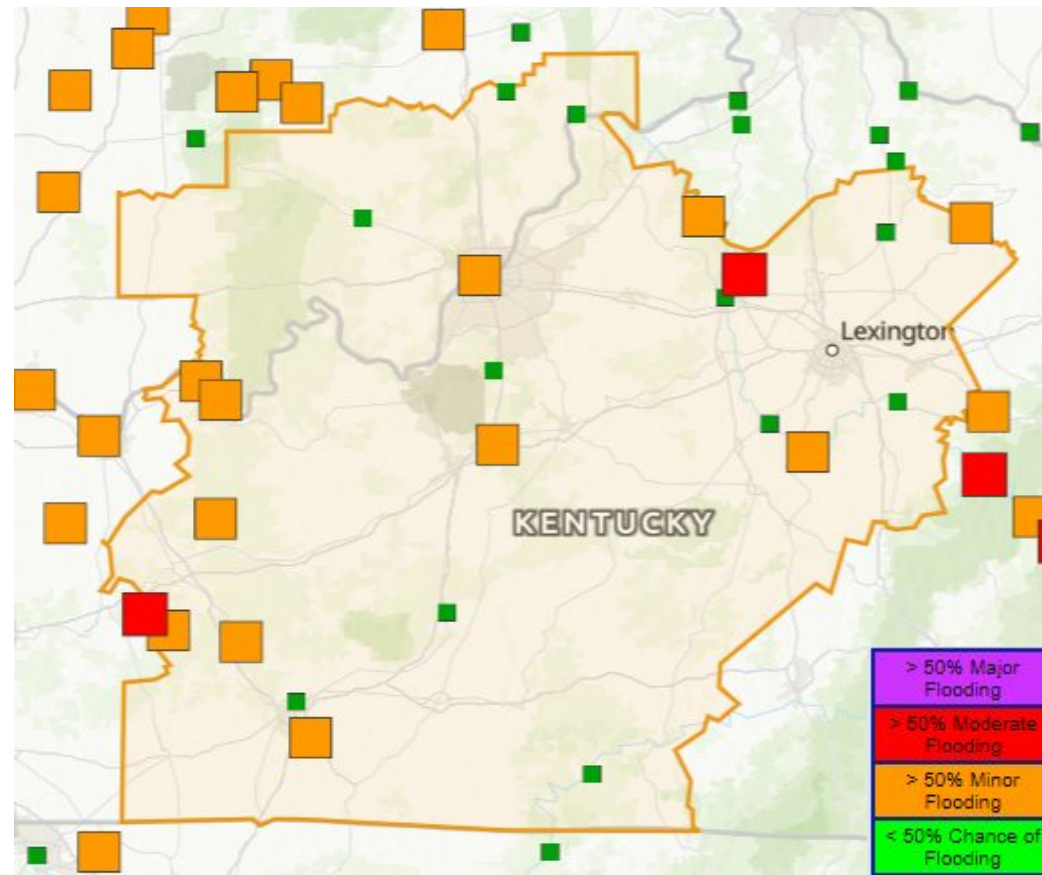 Lexington
KENTUCKY
> 50% Major
Flooding
> 50% Moderate
Flooding
> 50% Minor
Flooding
< 50% Chance of
Flooding